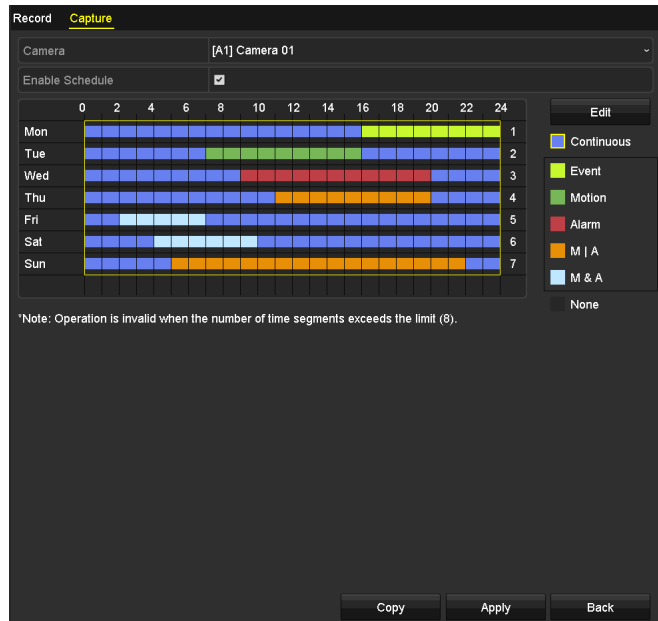 Record Capture
Camera [A1] Camera 01
Enable Schedule
0 2 4 6 8 10 12 14 16 18 20 22 24
Edit
Mon 1
Continuous
Tue 2
Event
Wed 3
Motion
Thu 4
Alarm
Fri 5
M | A
Sat 6
M & A
Sun 7
None
*Note: Operation is invalid when the number of time segments exceeds the limit (8).
Copy Apply Back